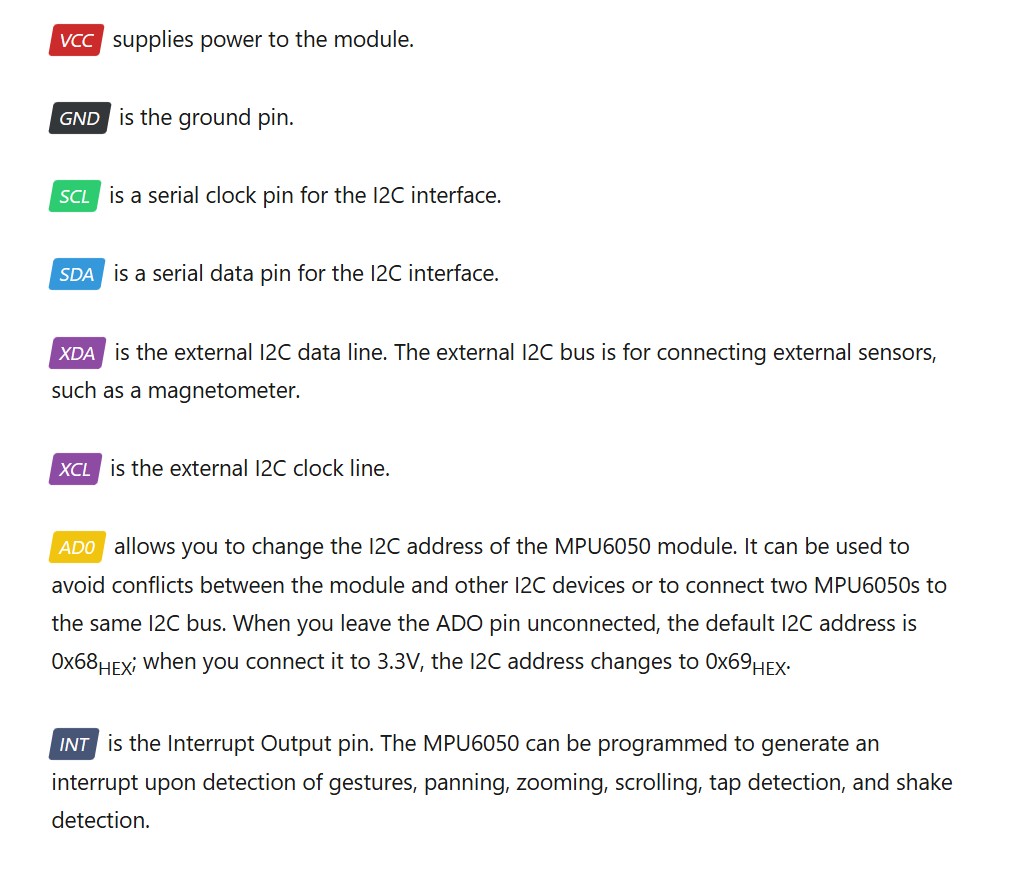 VCC supplies power to the module.
GND is the ground pin.
SCL is a serial clock pin for the I2C interface.
SDA is a serial data pin for the I2C interface.
XDA is the external I2C data line. The external I2C bus is for connecting external sensors,
such as a magnetometer.
XCL is the external I2C clock line.
AD0 allows you to change the I2C address of the MPU6050 module. It can be used to
avoid conflicts between the module and other I2C devices or to connect two MPU6050s to
the same I2C bus. When you leave the ADO pin unconnected, the default I2C address is
0x68HEX; when you connect it to 3.3V, the I2C address changes to 0x69HEX.
INT is the Interrupt Output pin. The MPU6050 can be programmed to generate an
interrupt upon detection of gestures, panning, zooming, scrolling, tap detection, and shake
detection.